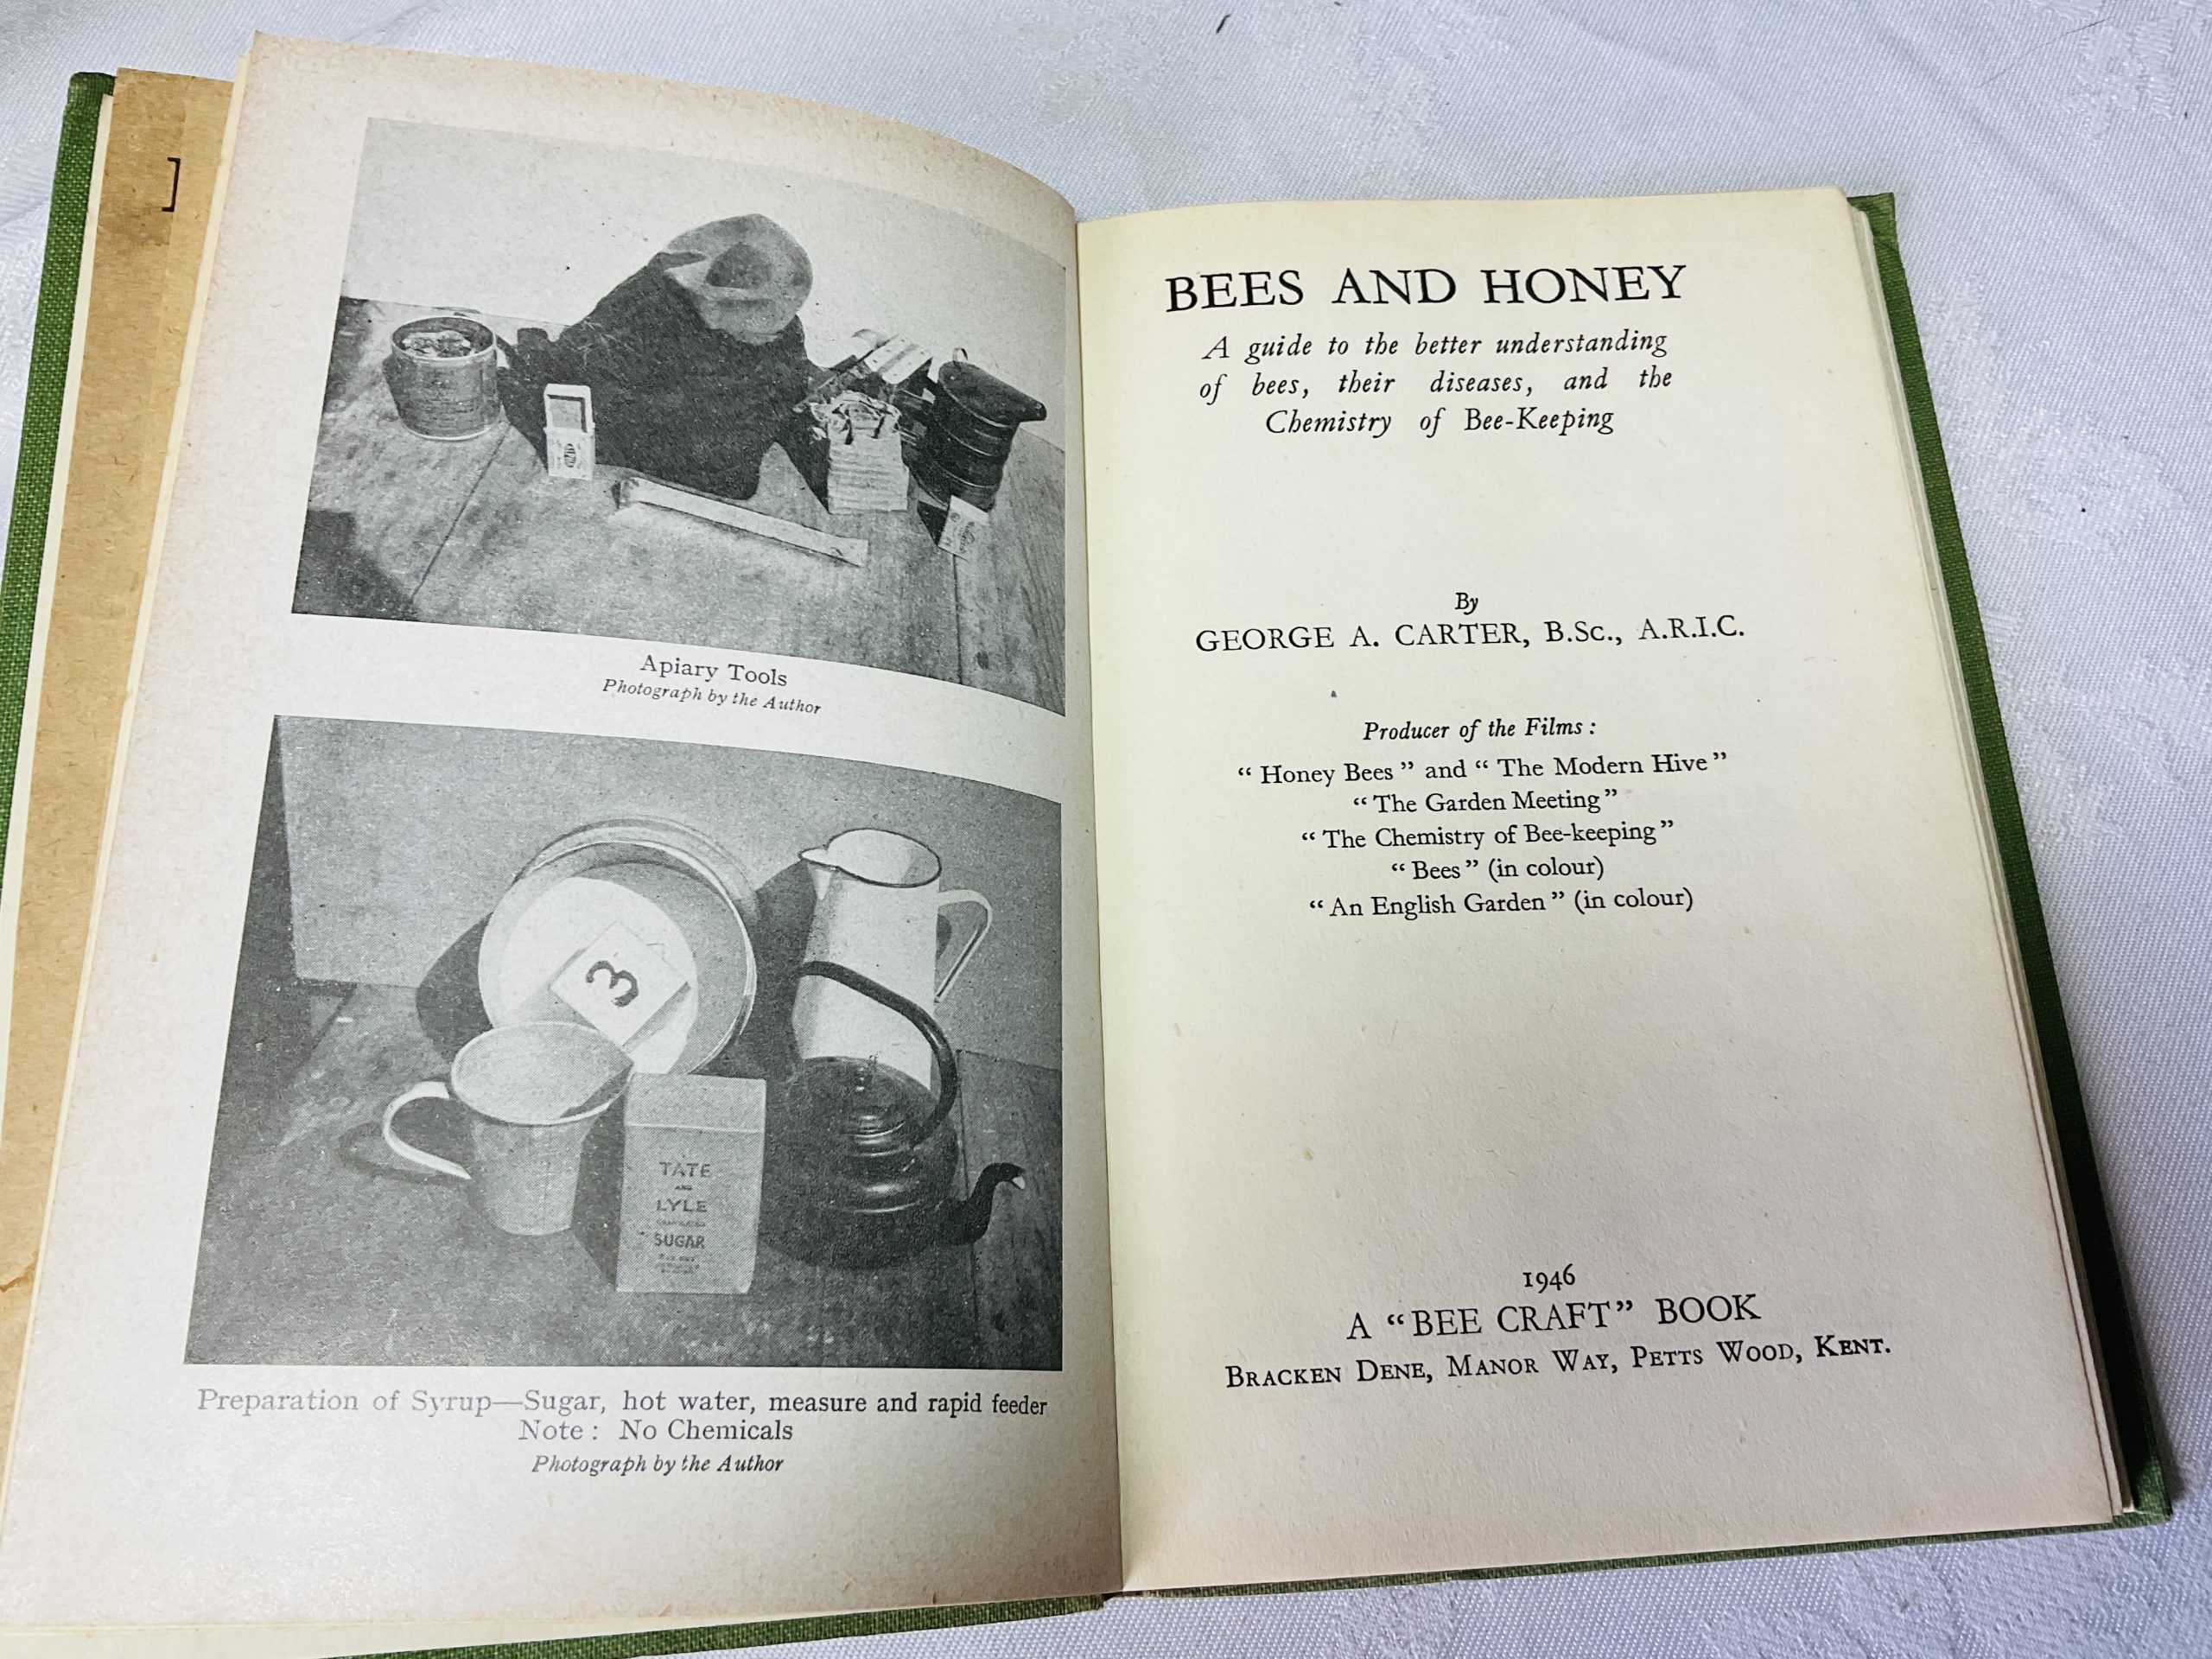 ]
Apiary Tools
Photograph by the Author
3
TATE
AND
LYLE
SUGAR
Preparation of Syrup—Sugar, hot water, measure and rapid feeder
Note : No Chemicals
Photograph by the Author
BEES AND HONEY
A guide to the better understanding
of bees, their diseases, and the
Chemistry of Bee-Keeping
By
GEORGE A. CARTER, B.Sc., A.R.I.C.
Producer of the Films :
“ Honey Bees ” and “ The Modern Hive ”
“ The Garden Meeting ”
“ The Chemistry of Bee-keeping ”
“ Bees ” (in colour)
“ An English Garden ” (in colour)
1946
A “BEE CRAFT” BOOK
BRACKEN DENE, MANOR WAY, PETTS WOOD, KENT.